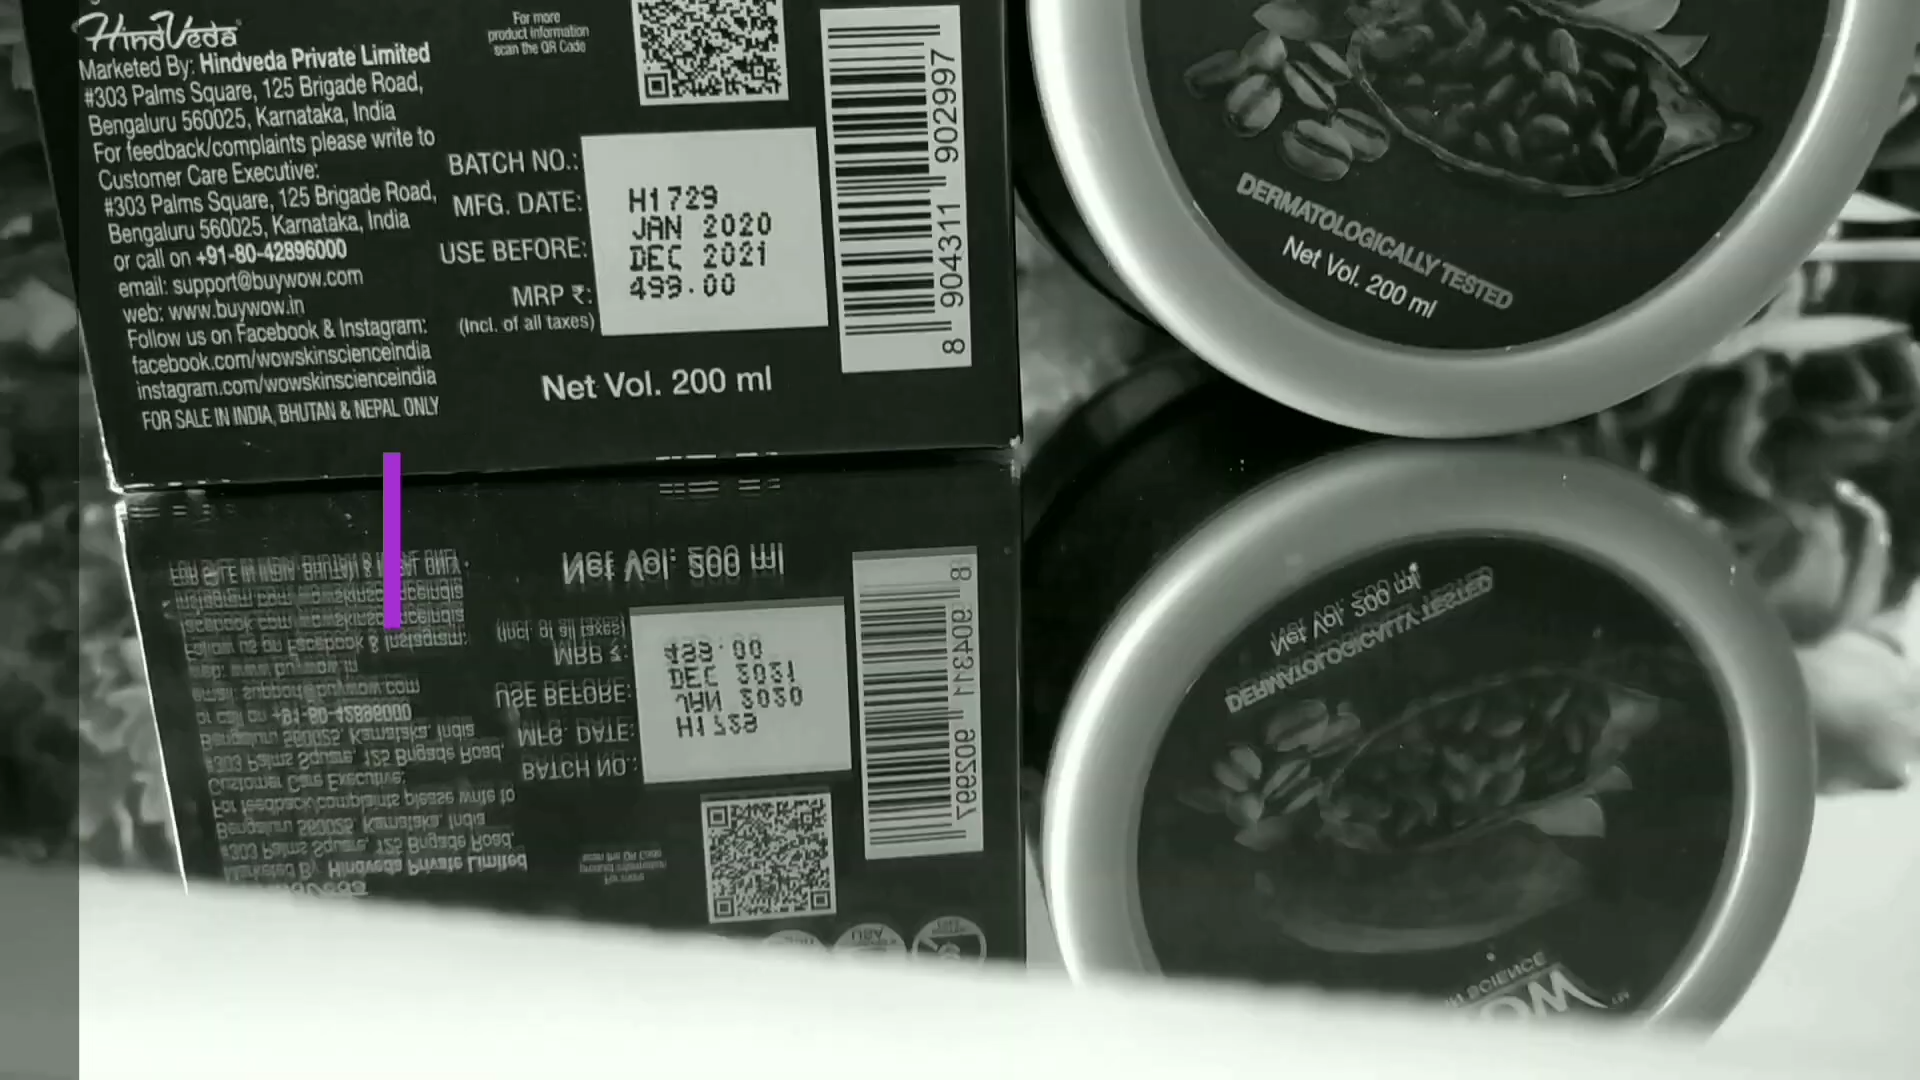 HindVeda
Marketed By: Hindveda Private Limited
#303 Palms Square, 125 Brigade Road,
Bengaluru 560025, Karnataka, India
For feedback/complaints please write to
Customer Care Executive:
#303 Palms Square, 125 Brigade Road,
Bengaluru 560025, Karnataka, India
or call on +91-80-42896000
email: support@buywow.com
web: www.buywow.in
Follow us on Facebook & Instagram:
facebook.com/wowskinscienceindia
instagram.com/wowskinscienceindia
FOR SALE IN INDIA, BHUTAN & NEPAL ONLY
For more
product information
scan the QR Code
BATCH NO.: H1729
MFG. DATE: JAN 2020
USE BEFORE: DEC 2021
MRP ₹: 499.00
(Incl. of all taxes)
Net Vol. 200 ml
8 904311 902997
DERMATOLOGICALLY TESTED
Net Vol. 200 ml